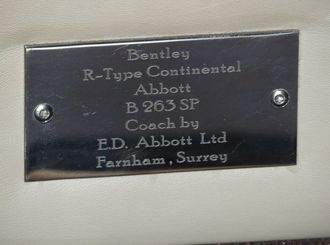 Bentley
R-Type Continental
Abbott
B 263 SP
Coach by
E.D. Abbott Ltd
Farnham, Surrey